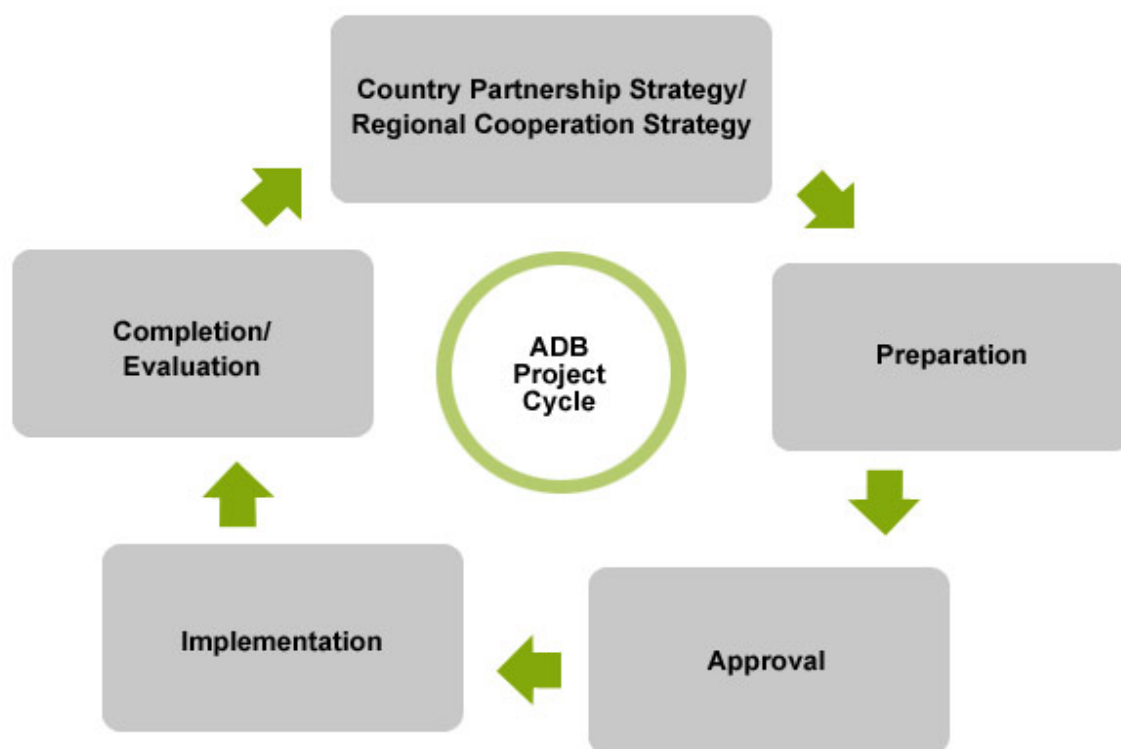 Country Partnership Strategy/
Regional Cooperation Strategy
Completion/
Evaluation
ADB
Project
Cycle
Preparation
Implementation
Approval